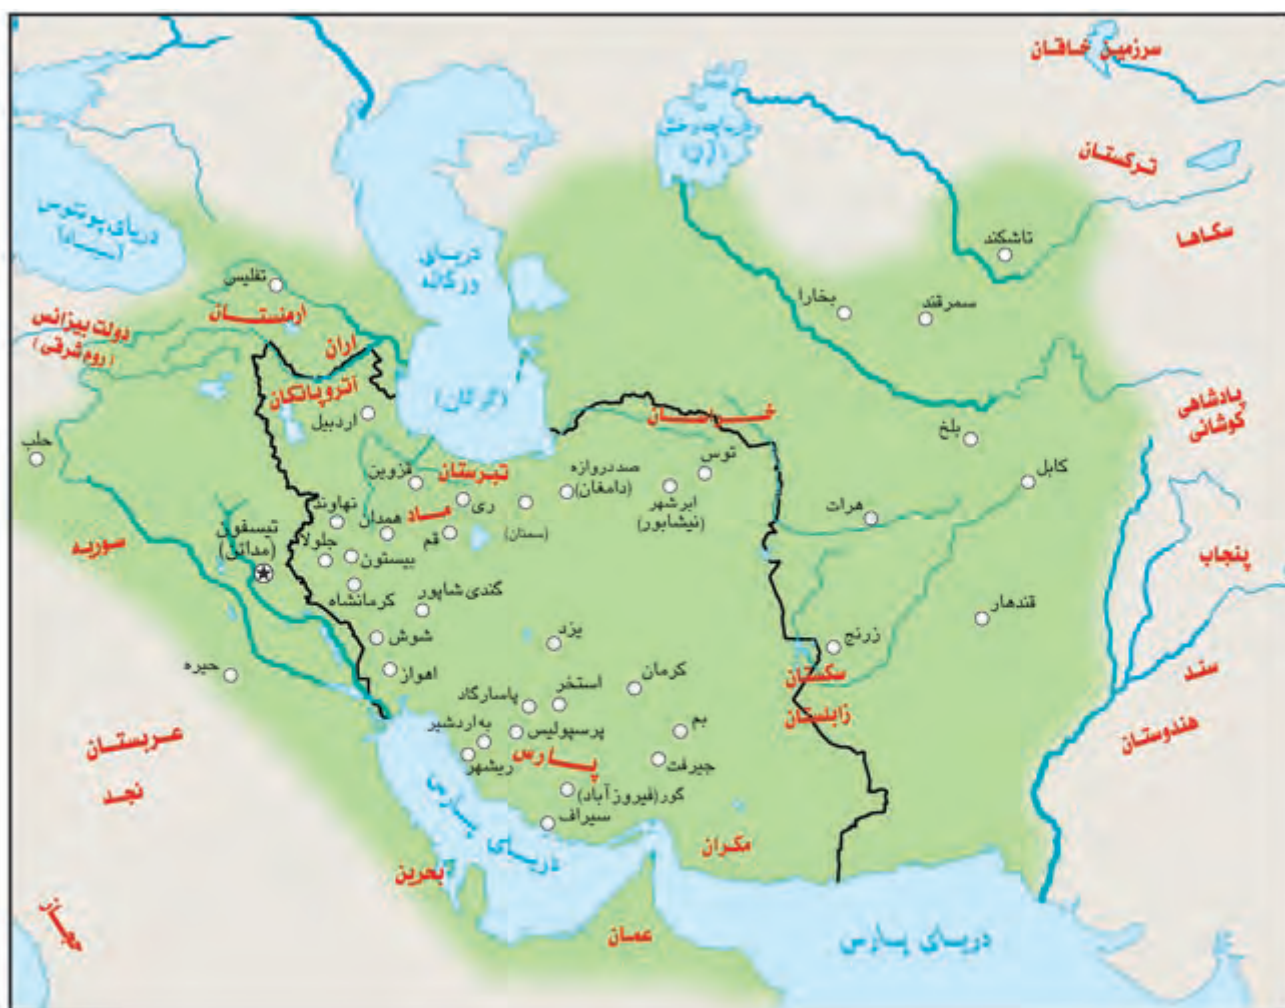 سرزمین خاقان
ترکستان
سکاها
دریای پونتوس
(سیاه)
دریای
ورکانه
(گرگان)
تاشکند
سمرقند
بخارا
تفلیس
ارمنستان
اران
آتروپاتکان
اردبیل
دولت بیزانس
(روم شرقی)
حلب
سوریه
پادشاهی
کوشانی
بلخ
کابل
خراسان
توس
ابرشهر
(نیشابور)
هرات
صددروازه
(دامغان)
(سمنان)
تبرستان
قزوین
ری
ماد
همدان
قم
نهاوند
جلولا
بیستون
کرمانشاه
تیسفون
(مدائن)
گندی‌شاپور
شوش
اهواز
حیره
یزد
کرمان
استخر
پاسارگاد
پرسپولیس
به‌اردشیر
ریشهر
پارس
بم
جیرفت
گور(فیروزآباد)
سیراف
زرنج
قندهار
سکستان
زابلستان
پنجاب
سند
هندوستان
مکران
دریای پارس
دریای پارس
بحرین
عمان
عربستان
نجد